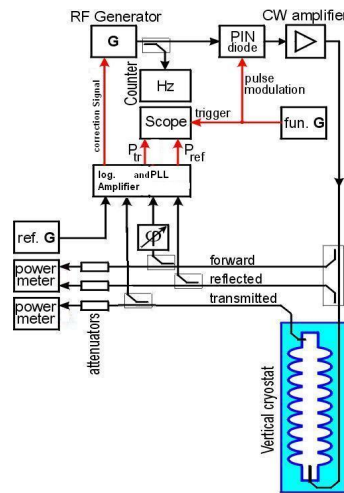 RF Generator
CW amplifier
G
PIN
diode
Counter
Hz
pulse
modulation
correction Signal
Scope
trigger
fun. G
Ptr
Pref
log. and PLL
Amplifier
ref. G
φ
forward
power
meter
reflected
transmitted
power
meter
attenuators
Vertical cryostat